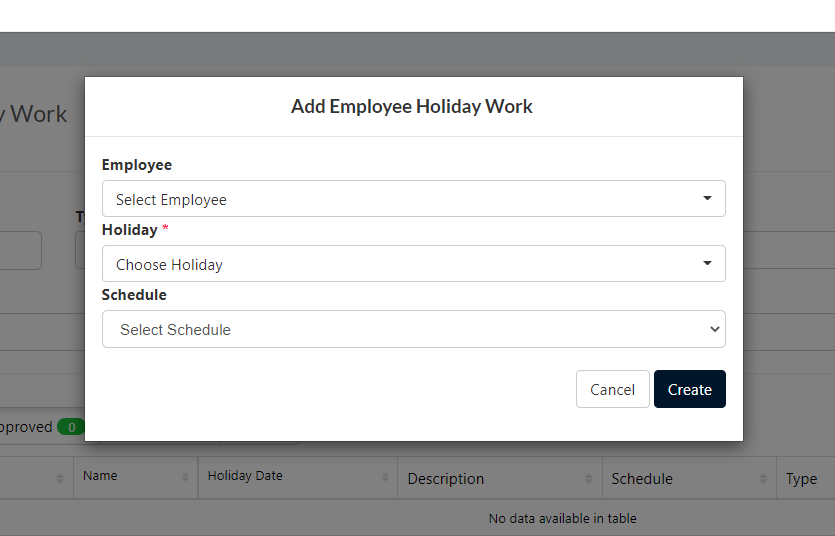 Add Employee Holiday Work
y Work
Employee
Select Employee
Holiday *
Choose Holiday
Schedule
Select Schedule
Cancel Create
pproved 0
Name Holiday Date Description Schedule Type
No data available in table